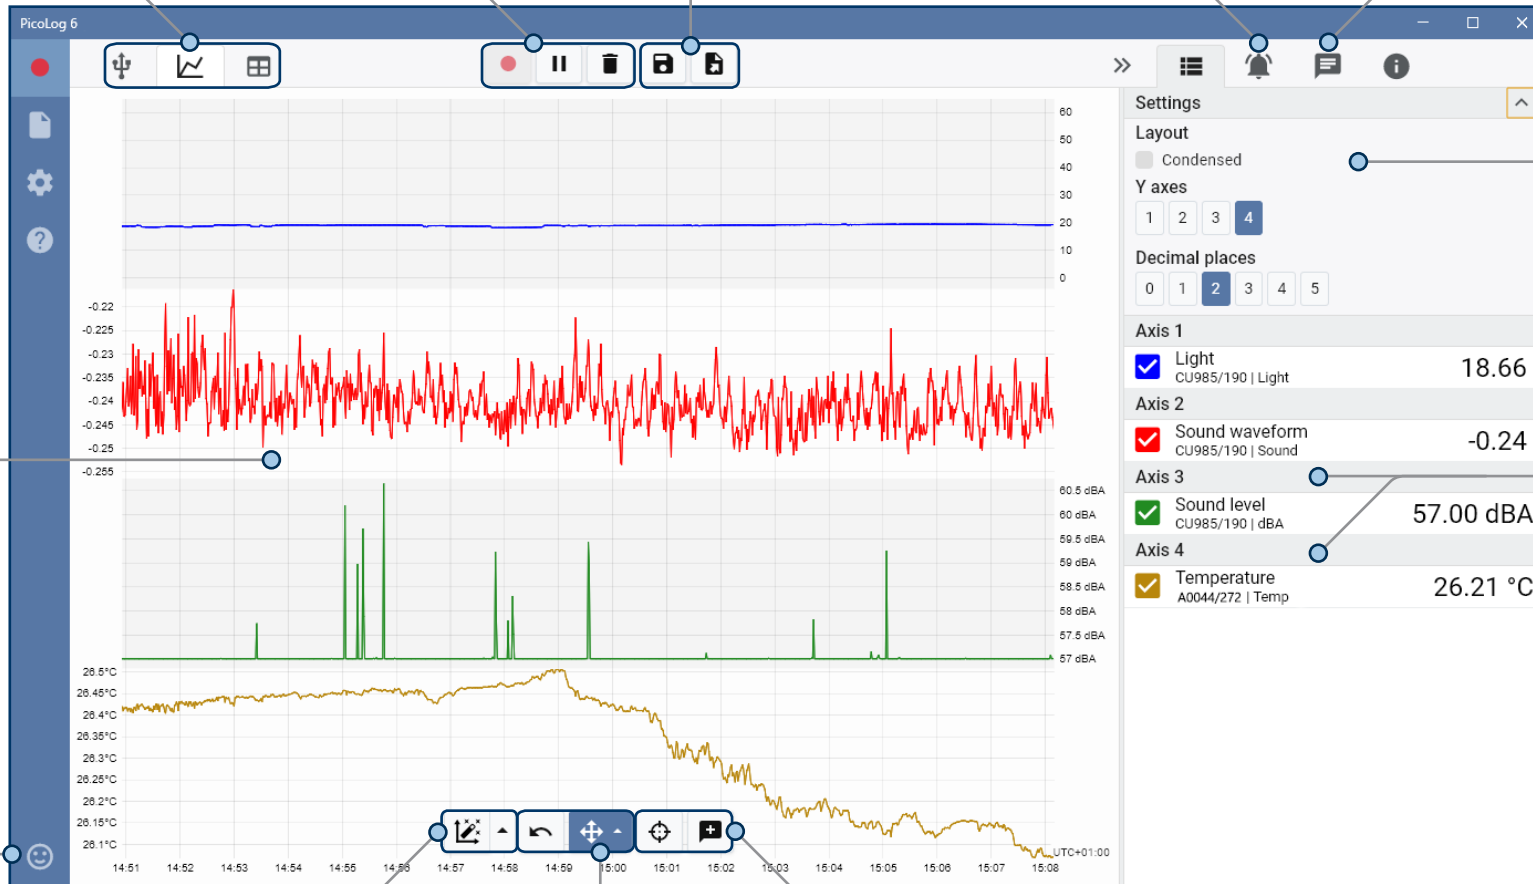 PicoLog 6
60
50
40
30
20
10
0
-0.22
-0.225
-0.23
-0.235
-0.24
-0.245
-0.25
-0.255
60.5 dBA
60 dBA
59.5 dBA
59 dBA
58.5 dBA
58 dBA
57.5 dBA
57 dBA
26.5°C
26.45°C
26.4°C
26.35°C
26.3°C
26.25°C
26.2°C
26.15°C
26.1°C
UTC+01:00
14:51 14:52 14:53 14:54 14:55 14:56 14:57 14:58 14:59 15:00 15:01 15:02 15:03 15:04 15:05 15:06 15:07 15:08
Settings
Layout
Condensed
Y axes
1 2 3 4
Decimal places
0 1 2 3 4 5
Axis 1
Light 18.66
CU985/190 | Light
Axis 2
Sound waveform -0.24
CU985/190 | Sound
Axis 3
Sound level 57.00 dBA
CU985/190 | dBA
Axis 4
Temperature 26.21 °C
A0044/272 | Temp